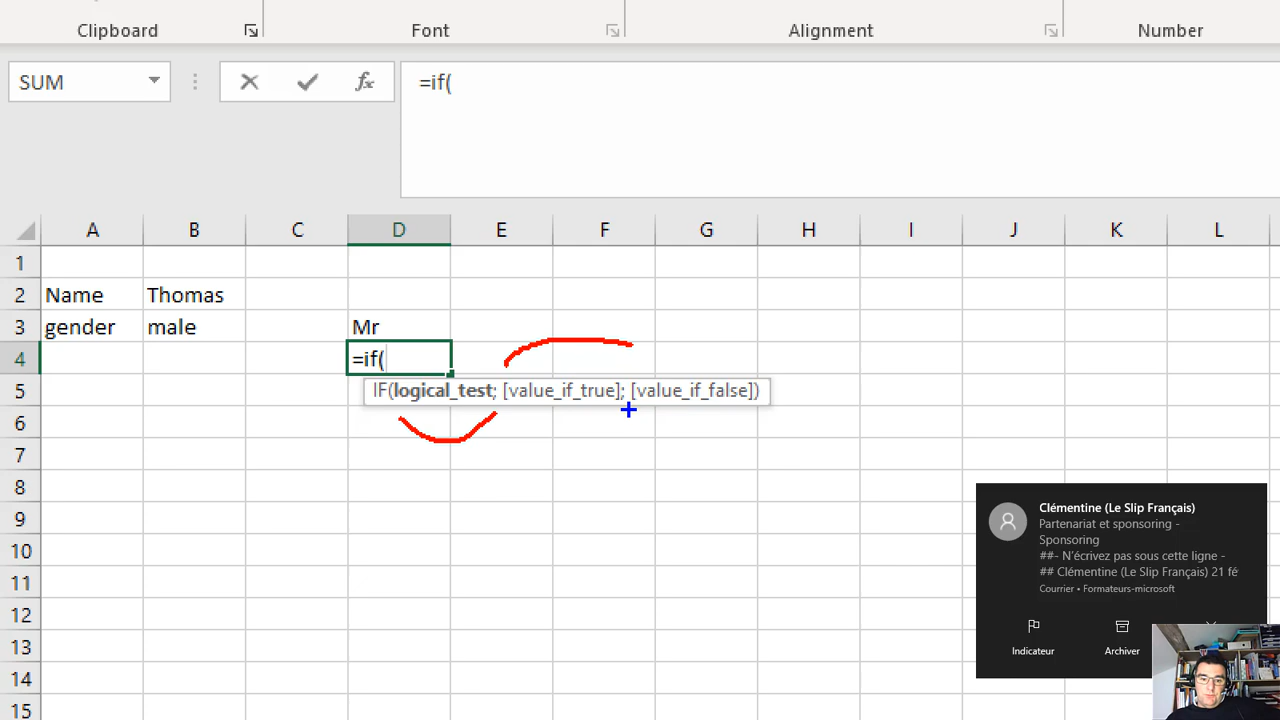 Clipboard
Font
Alignment
Number
SUM
fx
=if(
A B C D E F G H I J K L
1
2 Name Thomas
3 gender male Mr
4 =if(
5 IF(logical_test; [value_if_true]; [value_if_false])
6
7
8
9
10
11
12
13
14
15
Clémentine (Le Slip Français)
Partenariat et sponsoring -
Sponsoring
##- N'écrivez pas sous cette ligne -
## Clémentine (Le Slip Français) 21 fé
Courrier • Formateurs-microsoft
Indicateur
Archiver